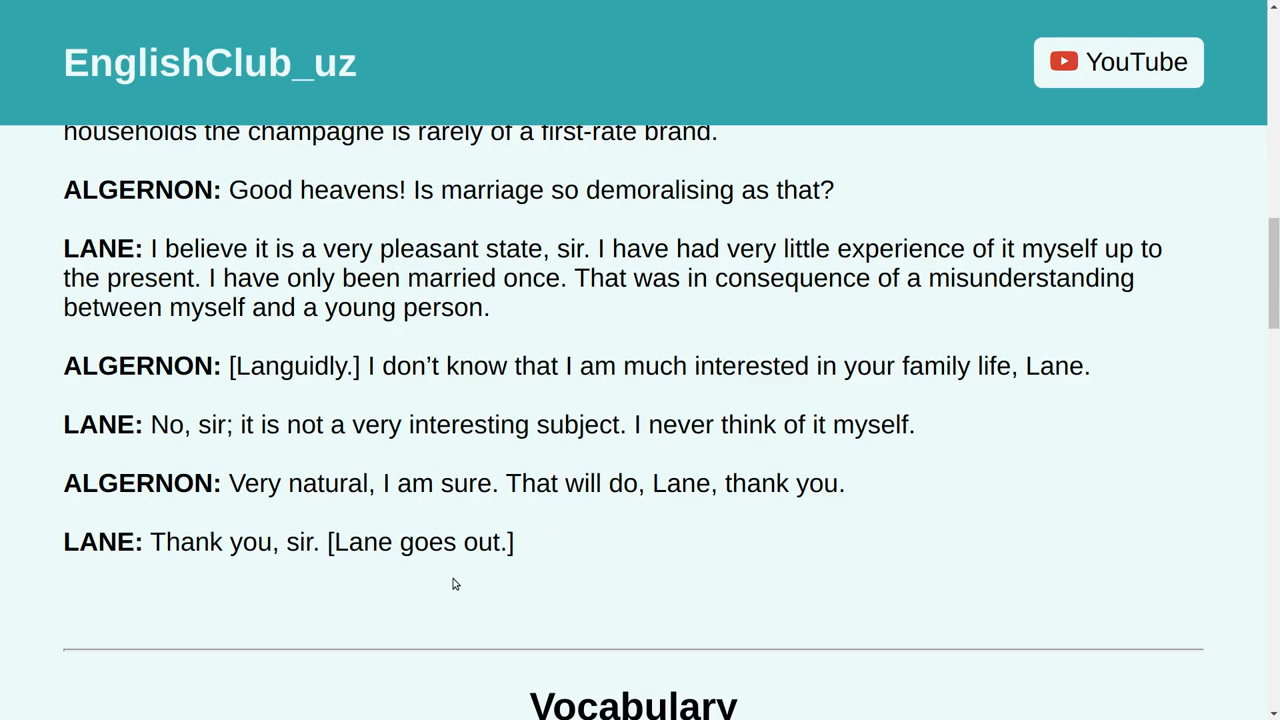 EnglishClub_uz
YouTube
households the champagne is rarely of a first-rate brand.
ALGERNON: Good heavens! Is marriage so demoralising as that?
LANE: I believe it is a very pleasant state, sir. I have had very little experience of it myself up to
the present. I have only been married once. That was in consequence of a misunderstanding
between myself and a young person.
ALGERNON: [Languidly.] I don’t know that I am much interested in your family life, Lane.
LANE: No, sir; it is not a very interesting subject. I never think of it myself.
ALGERNON: Very natural, I am sure. That will do, Lane, thank you.
LANE: Thank you, sir. [Lane goes out.]
Vocabulary